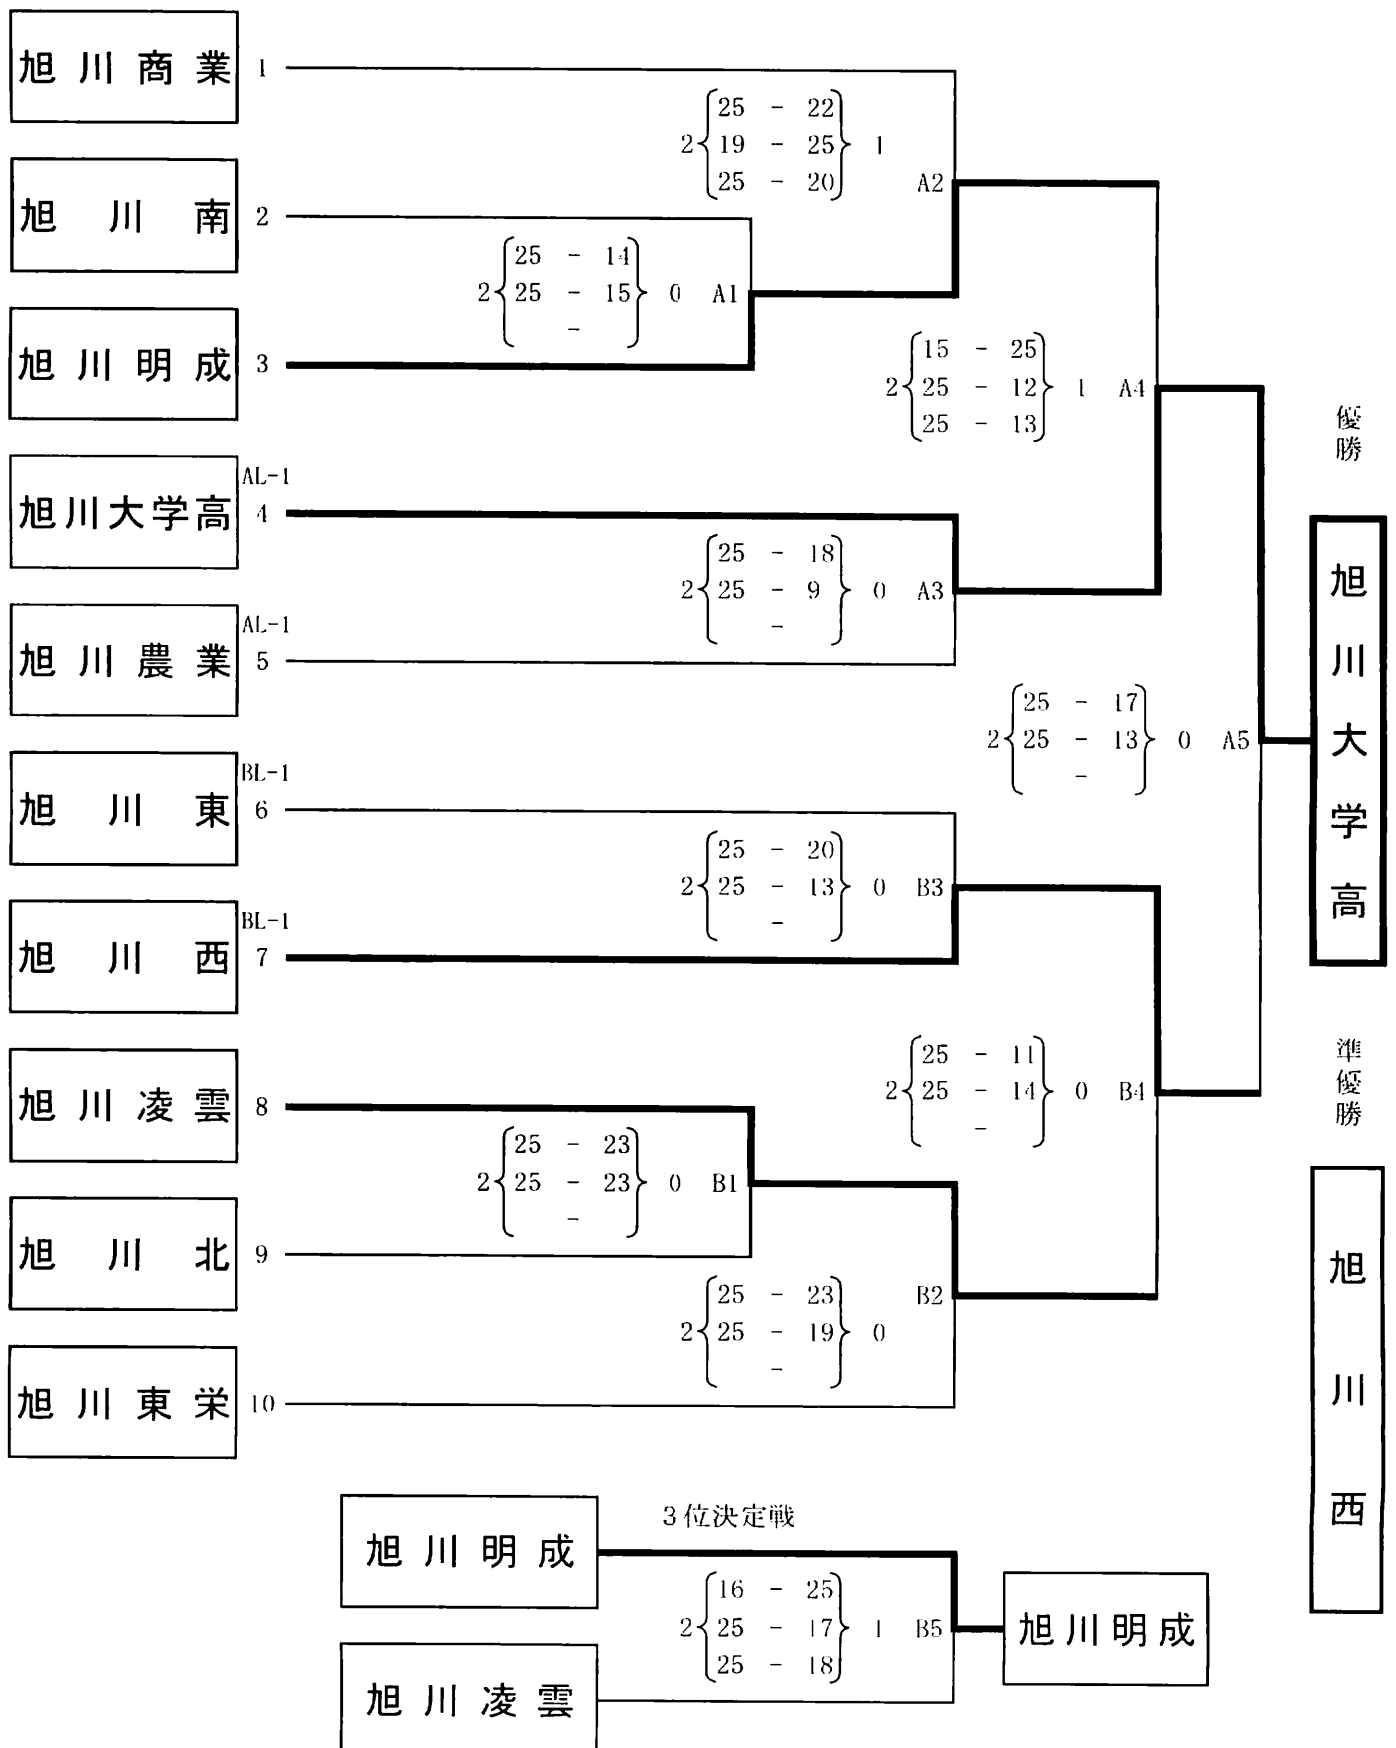 旭川商業 1
25 - 22
2 19 - 25 1
25 - 20
A2
旭川南 2
25 - 14
2 25 - 15 0 A1
-
旭川明成 3
15 - 25
2 25 - 12 1 A4
25 - 13
AL-1
旭川大学高 4
25 - 18
2 25 - 9 0 A3
-
AL-1
旭川農業 5
25 - 17
2 25 - 13 0 A5
-
BL-1
旭川東 6
25 - 20
2 25 - 13 0 B3
-
BL-1
旭川西 7
25 - 11
2 25 - 14 0 B4
-
旭川凌雲 8
25 - 23
2 25 - 23 0 B1
-
旭川北 9
25 - 23
B2
2 25 - 19 0
-
旭川東栄 10
優勝
旭川大学高
準優勝
旭川西
3位決定戦
旭川明成
16 - 25
2 25 - 17 1 B5
25 - 18
旭川凌雲
旭川明成